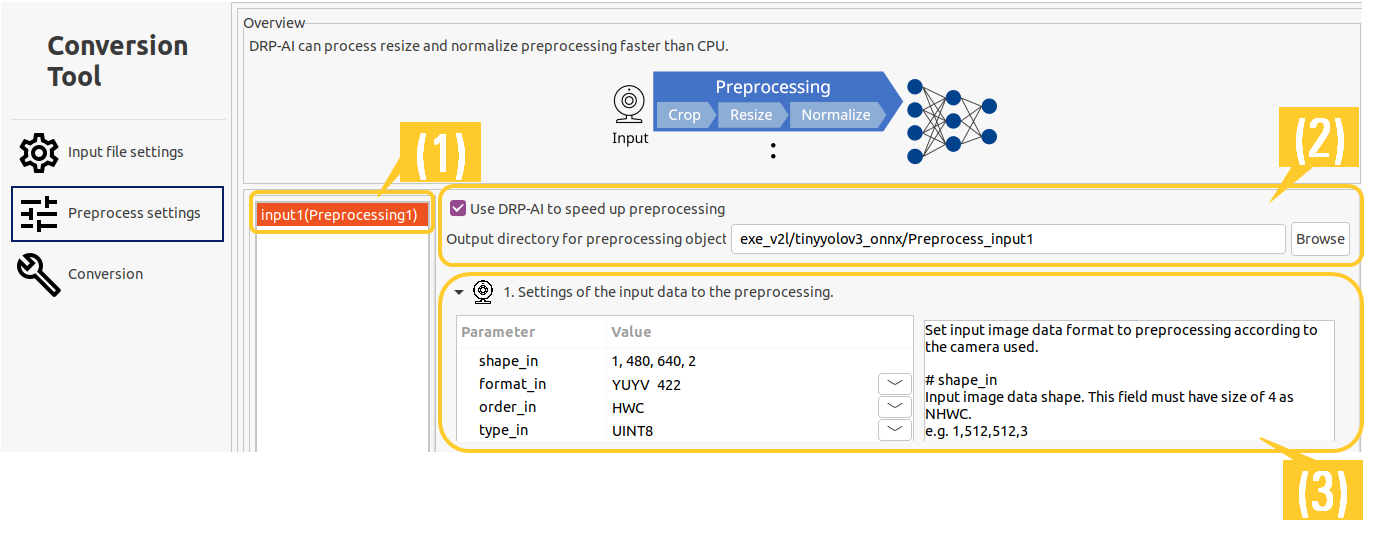 Conversion
Tool
Input file settings
Preprocess settings
Conversion
Overview
DRP-AI can process resize and normalize preprocessing faster than CPU.
Preprocessing
Crop Resize Normalize
Input
(1)
(2)
input1(Preprocessing1)
Use DRP-AI to speed up preprocessing
Output directory for preprocessing object exe_v2l/tinyyolov3_onnx/Preprocess_input1 Browse
1. Settings of the input data to the preprocessing.
Parameter Value
shape_in 1, 480, 640, 2
format_in YUYV 422
order_in HWC
type_in UINT8
Set input image data format to preprocessing according to
the camera used.
# shape_in
Input image data shape. This field must have size of 4 as
NHWC.
e.g. 1,512,512,3
(3)